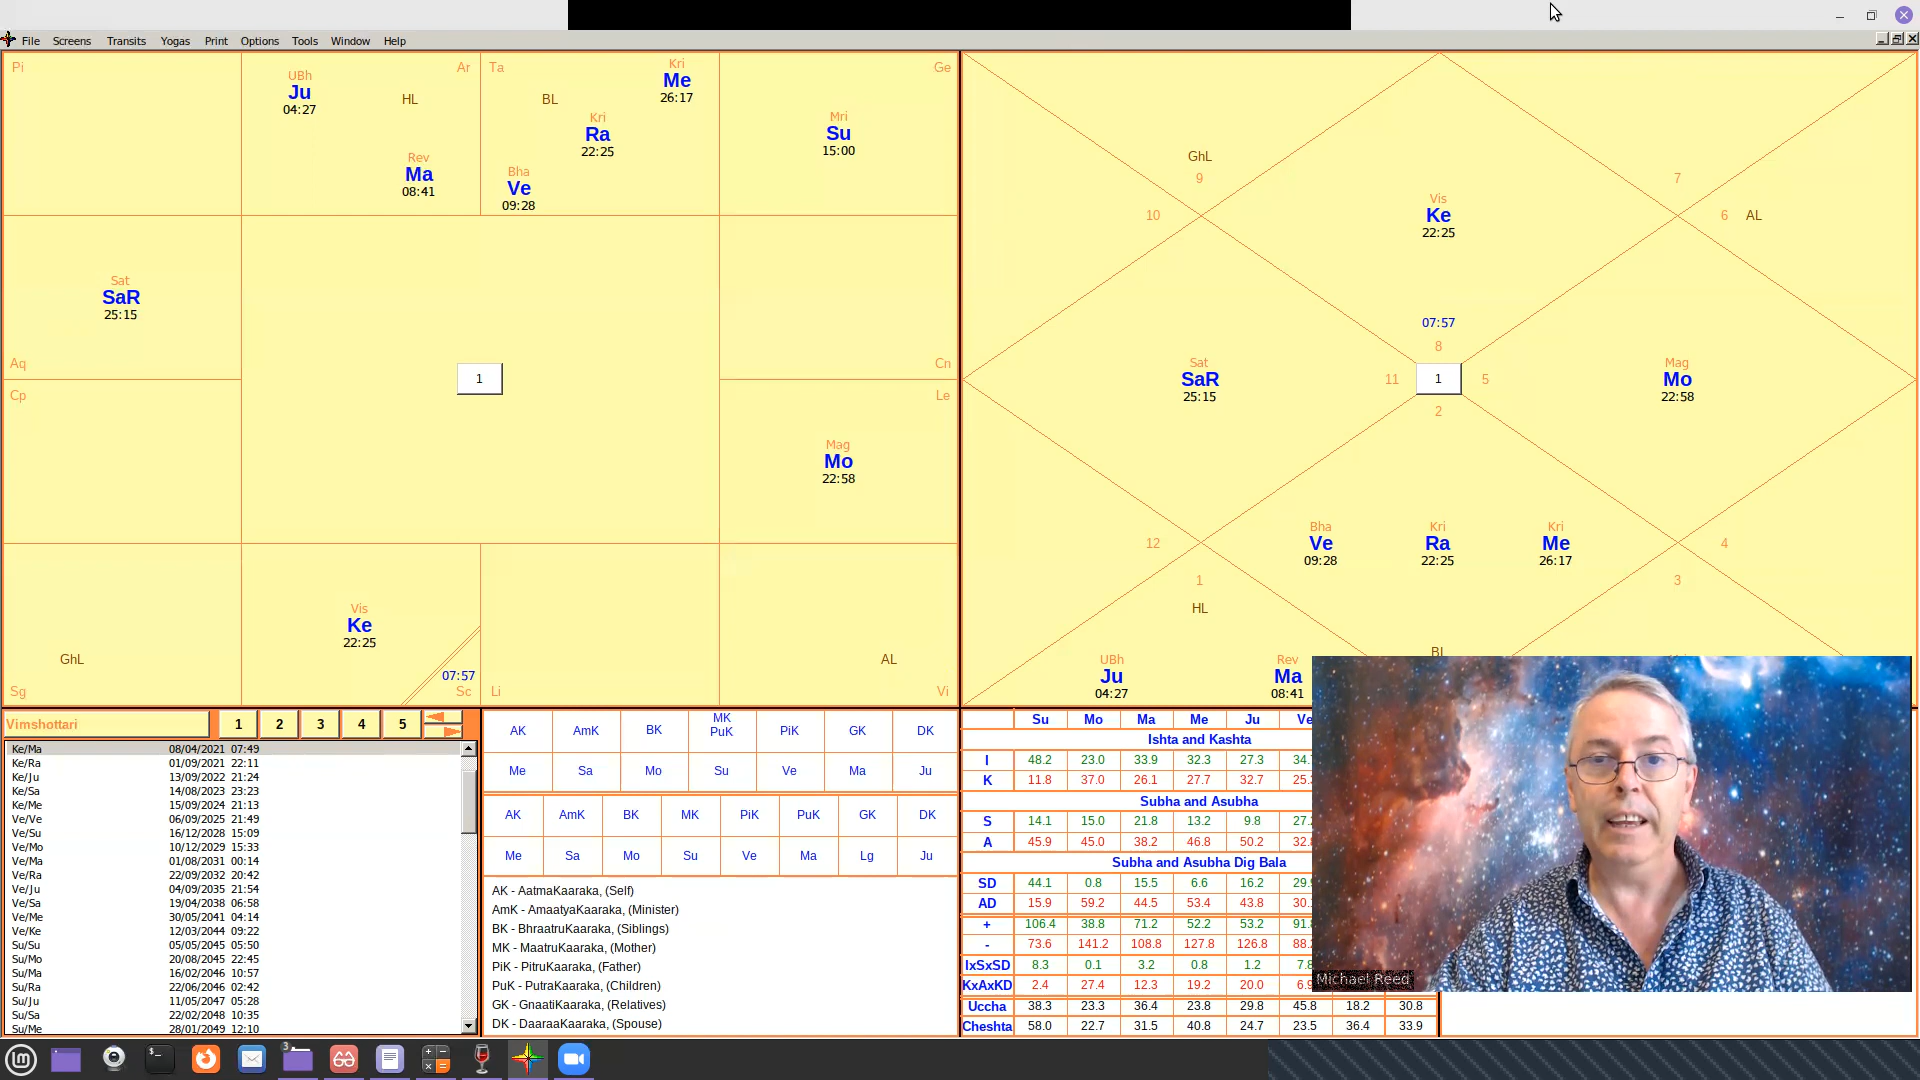 File Screens Transits Yogas Print Options Tools Window Help
Pi
UBh
Ju
04:27
HL
Ar
Rev
Ma
08:41
Ta
BL
Kri
Me
26:17
Kri
Ra
22:25
Bha
Ve
09:28
Ge
Mri
Su
15:00
Sat
SaR
25:15
Aq
Cn
Cp
1
Le
Mag
Mo
22:58
Vis
Ke
22:25
GhL
Sg
07:57
Sc
Li
AL
Vi
GhL
9
7
10
Vis
Ke
22:25
6 AL
07:57
8
Sat
SaR
25:15
11 1 5
2
Mag
Mo
22:58
12
Bha
Ve
09:28
Kri
Ra
22:25
Kri
Me
26:17
4
1
3
HL
BL
UBh
Ju
04:27
Rev
Ma
08:41
Vimshottari 1 2 3 4 5
Ke/Ma 08/04/2021 07:49
Ke/Ra 01/09/2021 22:11
Ke/Ju 13/09/2022 21:24
Ke/Sa 14/08/2023 23:23
Ke/Me 15/09/2024 21:13
Ve/Ve 06/09/2025 21:49
Ve/Su 16/12/2028 15:09
Ve/Mo 10/12/2029 15:33
Ve/Ma 01/08/2031 00:14
Ve/Ra 22/09/2032 20:42
Ve/Ju 04/09/2035 21:54
Ve/Sa 19/04/2038 06:58
Ve/Me 30/05/2041 04:14
Ve/Ke 12/03/2044 09:22
Su/Su 05/05/2045 05:50
Su/Mo 20/08/2045 22:45
Su/Ma 16/02/2046 10:57
Su/Ra 22/06/2046 02:42
Su/Ju 11/05/2047 05:28
Su/Sa 22/02/2048 10:35
Su/Me 28/01/2049 12:10
AK AmK BK MK PuK PiK GK DK
Me Sa Mo Su Ve Ma Ju
AK AmK BK MK PiK PuK GK DK
Me Sa Mo Su Ve Ma Lg Ju
AK - AatmaKaaraka, (Self)
AmK - AmaatyaKaaraka, (Minister)
BK - BhraatruKaaraka, (Siblings)
MK - MaatruKaaraka, (Mother)
PiK - PitruKaaraka, (Father)
PuK - PutraKaaraka, (Children)
GK - GnaatiKaaraka, (Relatives)
DK - DaaraKaaraka, (Spouse)
Su Mo Ma Me Ju Ve
Ishta and Kashta
I 48.2 23.0 33.9 32.3 27.3 34.
K 11.8 37.0 26.1 27.7 32.7 25.
Subha and Asubha
S 14.1 15.0 21.8 13.2 9.8 27.
A 45.9 45.0 38.2 46.8 50.2 32.
Subha and Asubha Dig Bala
SD 44.1 0.8 15.5 6.6 16.2 29.
AD 15.9 59.2 44.5 53.4 43.8 30.
+ 106.4 38.8 71.2 52.2 53.2 91.
- 73.6 141.2 108.8 127.8 126.8 88.
IxSxSD 8.3 0.1 3.2 0.8 1.2 7.8
KxAxKD 2.4 27.4 12.3 19.2 20.0 6.9
Uccha 38.3 23.3 36.4 23.8 29.8 45.8 18.2 30.8
Cheshta 58.0 22.7 31.5 40.8 24.7 23.5 36.4 33.9
Michael Reed